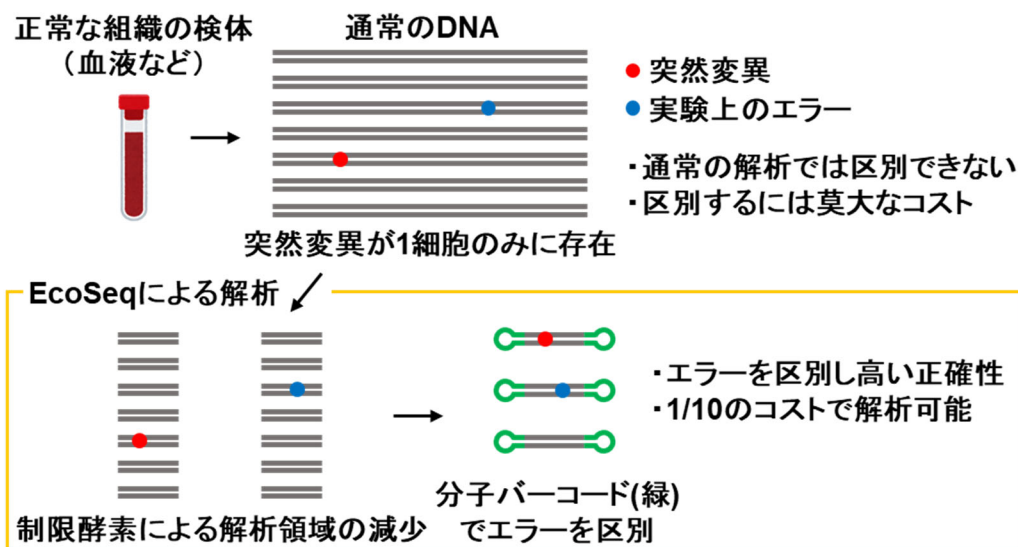 正常な組織の検体
（血液など）
通常のDNA
突然変異
実験上のエラー
・通常の解析では区別できない
・区別するには莫大なコスト
突然変異が1細胞のみに存在
EcoSeqによる解析
・エラーを区別し高い正確性
・1/10のコストで解析可能
制限酵素による解析領域の減少
分子バーコード(緑)
でエラーを区別